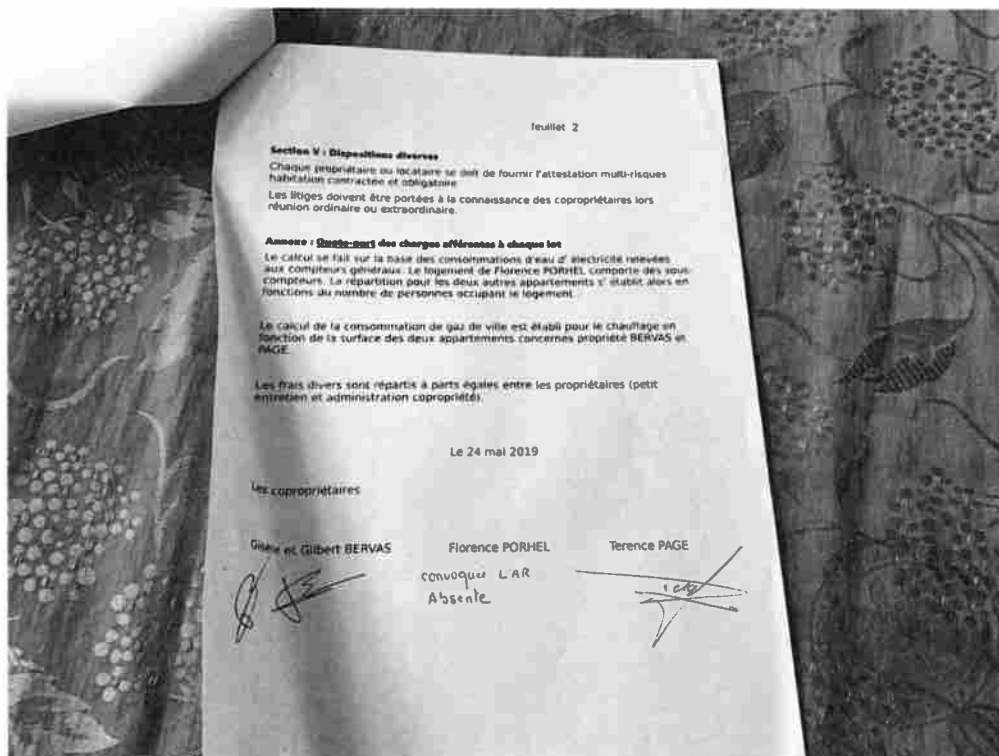 feuillet 2
Section V : Dispositions diverses
Chaque propriétaire ou locataire se doit de fournir l'attestation multi-risques
habitation contractée et obligatoire
Les litiges doivent être portées à la connaissance des copropriétaires lors
réunion ordinaire ou extraordinaire.
Annexe : Quote-part des charges afférentes à chaque lot
Le calcul se fait sur la base des consommations d'eau d' électricité relevées
aux compteurs généraux. Le logement de Florence PORHEL comporte des sous
compteurs. La répartition pour les deux autres appartements s' établit alors en
fonctions du nombre de personnes occupant le logement.
Le calcul de la consommation de gaz de ville est établi pour le chauffage en
fonction de la surface des deux appartements concernés propriété BERVAS et
PAGE.
Les frais divers sont répartis à parts égales entre les propriétaires (petit
entretien et administration copropriété).
Le 24 mai 2019
Les copropriétaires
Gisèle et Gilbert BERVAS Florence PORHEL Terence PAGE
convoquée L'AR
Absente